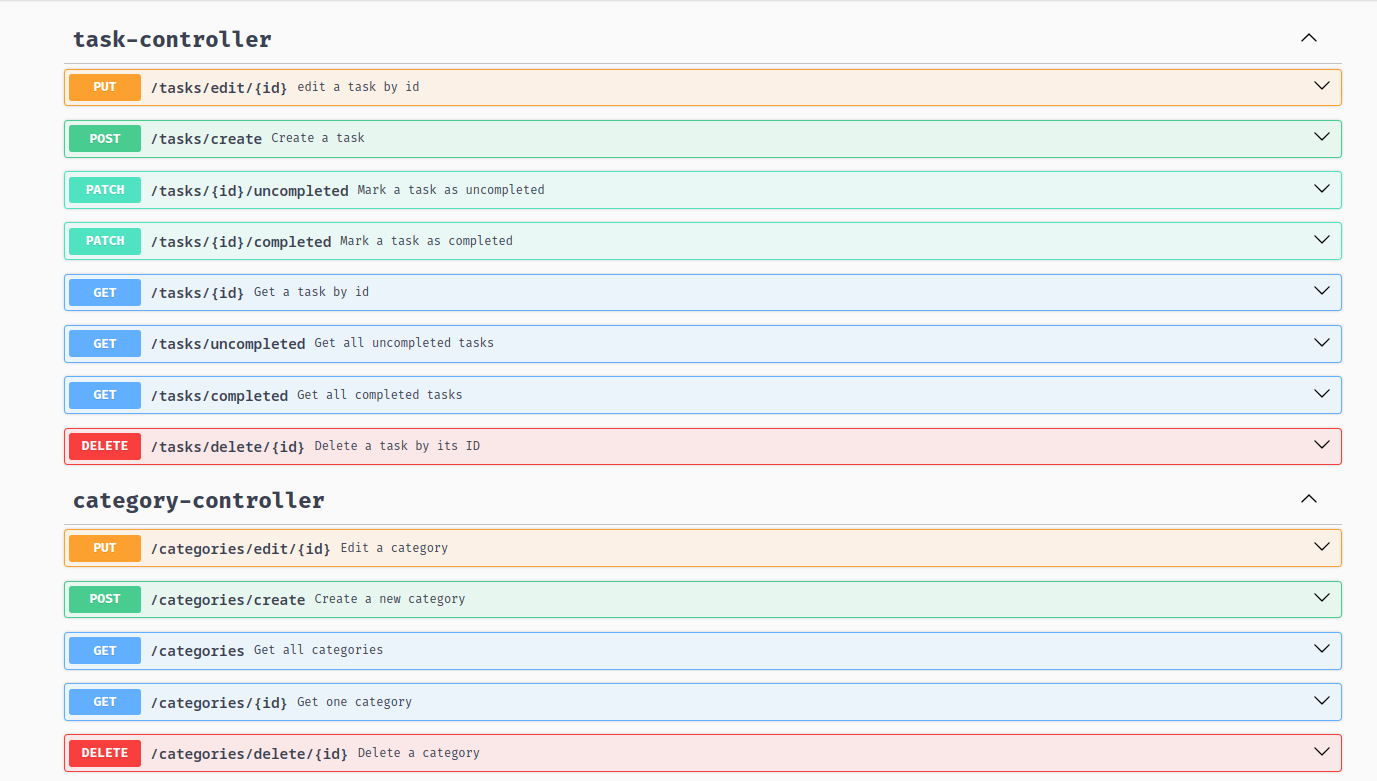 task-controller
PUT /tasks/edit/{id} edit a task by id
POST /tasks/create Create a task
PATCH /tasks/{id}/uncompleted Mark a task as uncompleted
PATCH /tasks/{id}/completed Mark a task as completed
GET /tasks/{id} Get a task by id
GET /tasks/uncompleted Get all uncompleted tasks
GET /tasks/completed Get all completed tasks
DELETE /tasks/delete/{id} Delete a task by its ID
category-controller
PUT /categories/edit/{id} Edit a category
POST /categories/create Create a new category
GET /categories Get all categories
GET /categories/{id} Get one category
DELETE /categories/delete/{id} Delete a category